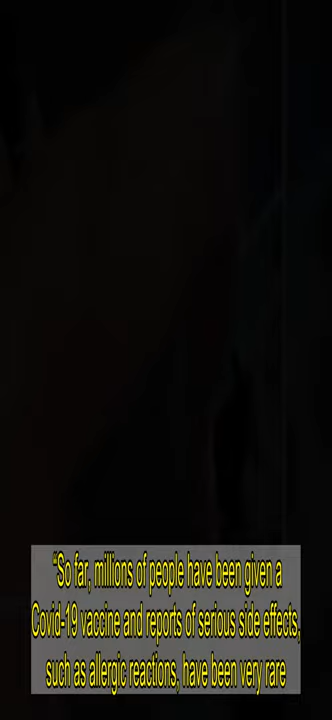 “So far, millions of people have been given a
Covid-19 vaccine and reports of serious side effects,
such as allergic reactions, have been very rare